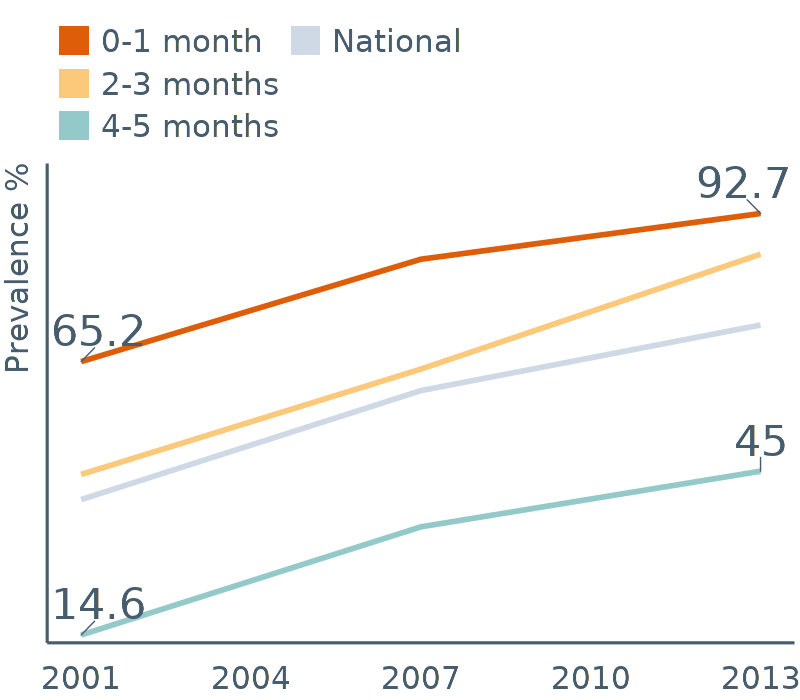 0-1 month
National
2-3 months
4-5 months
Prevalence %
92.7
65.2
45
14.6
2001 2004 2007 2010 2013